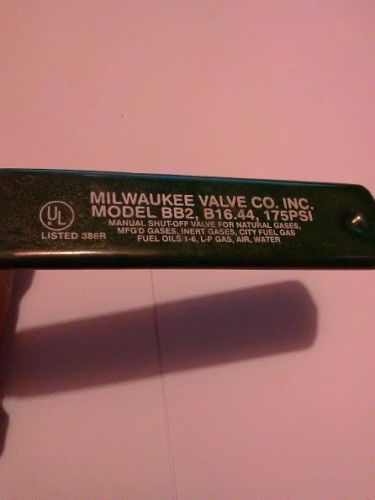 MILWAUKEE VALVE CO. INC.
MODEL BB2, B16.44, 175PSI
MANUAL SHUT-OFF VALVE FOR NATURAL GASES,
MFG'D GASES, INERT GASES, CITY FUEL GAS
FUEL OILS 1-6, L-P GAS, AIR, WATER
UL
LISTED 386R